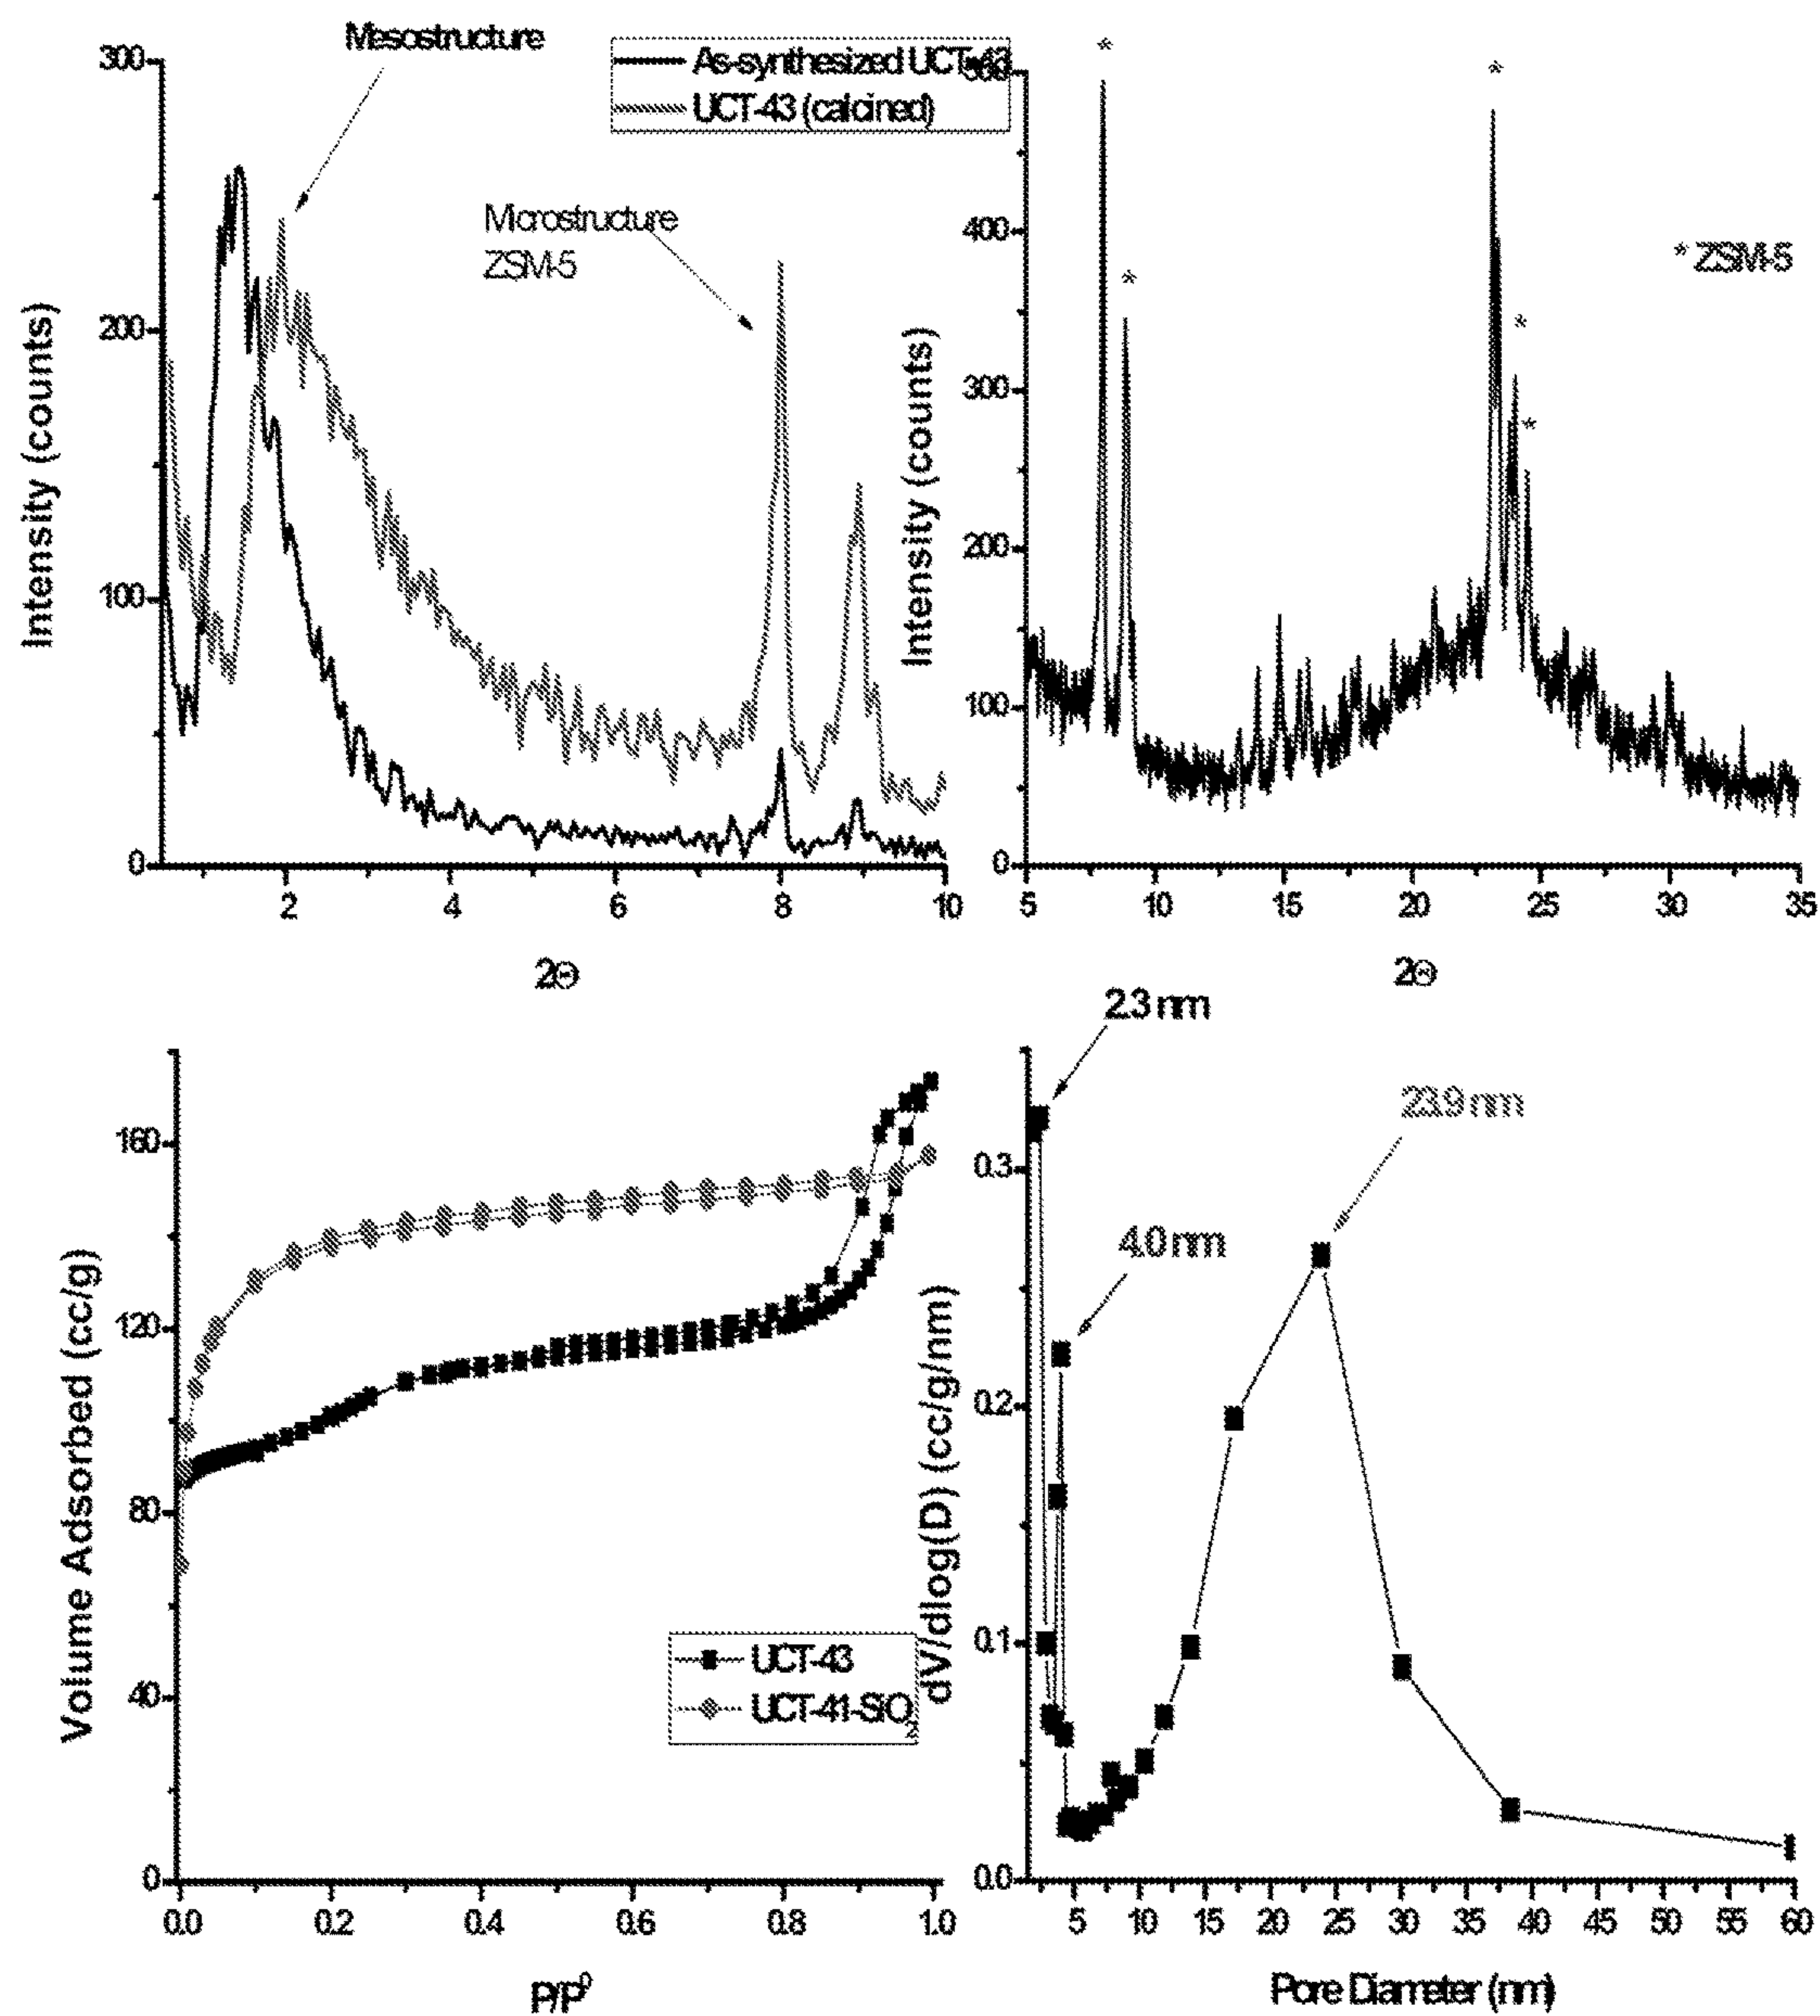 Mesostructure
As-synthesized UCT-43
UCT-43 (calcined)
Microstructure
ZSM-5
Intensity (counts)
300
200
100
0
2
4
6
8
10
2Θ
* ZSM-5
Intensity (counts)
400
300
200
100
0
5
10
15
20
25
30
35
2Θ
*
*
*
*
*
Volume Adsorbed (cc/g)
160
120
80
40
0
0.0
0.2
0.4
0.6
0.8
1.0
P/P⁰
UCT-43
UCT-41-SiO₂
2.3 nm
4.0 nm
23.9 nm
dV/dlog(D) (cc/g/nm)
0.3
0.2
0.1
0.0
5
10
15
20
25
30
35
40
45
50
55
60
Pore Diameter (nm)